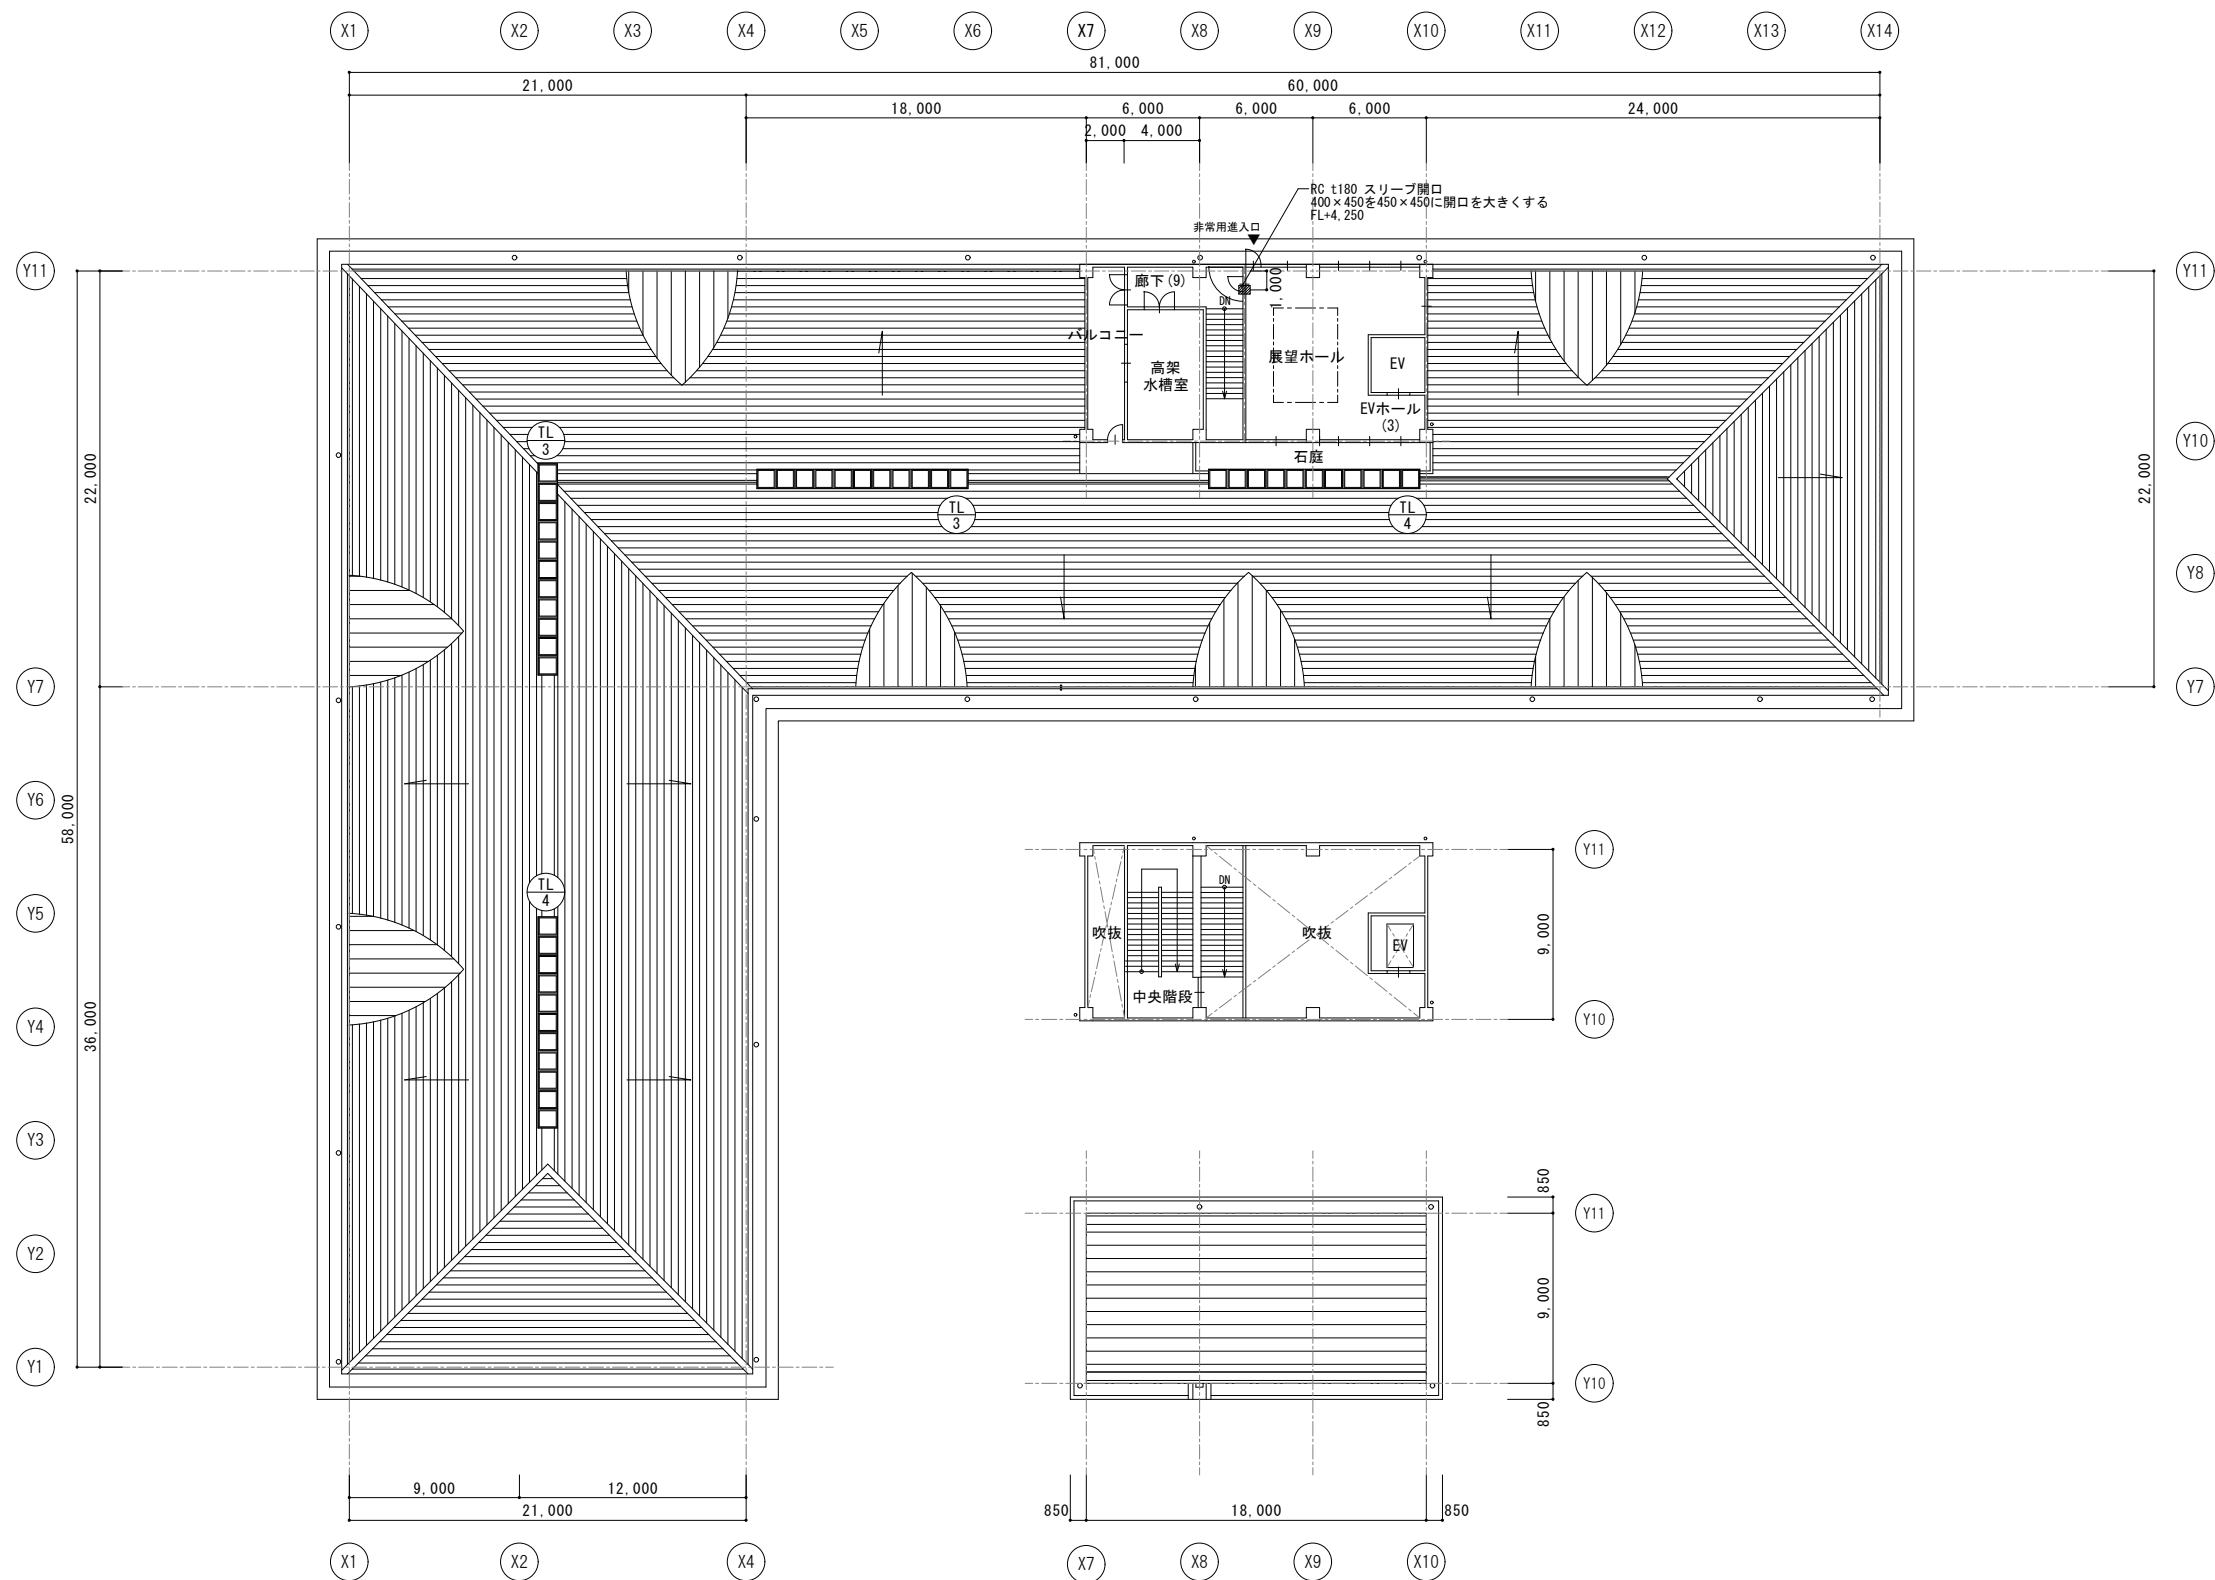 X1 X2 X3 X4 X5 X6 X7 X8 X9 X10 X11 X12 X13 X14
81,000
21,000 60,000
18,000 6,000 6,000 6,000 24,000
2,000 4,000
RC t180 スリーブ開口
400×450を450×450に開口を大きくする
FL+4,250
非常用進入口
Y11 Y11
廊下(9)
1,000
DN
バルコニー
展望ホール
EV
高架
水槽室
EVホール
(3)
Y10
TL
3
石庭
22,000
22,000
TL
3
TL
4
Y8
Y7 Y7
Y6
58,000
Y11
TL
4
DN
Y5
吹抜
吹抜
EV
9,000
中央階段
Y4
36,000
Y10
Y3
850
Y11
Y2
9,000
Y1
Y10
850
9,000 12,000
21,000
850 18,000 850
X1 X2 X4 X7 X8 X9 X10